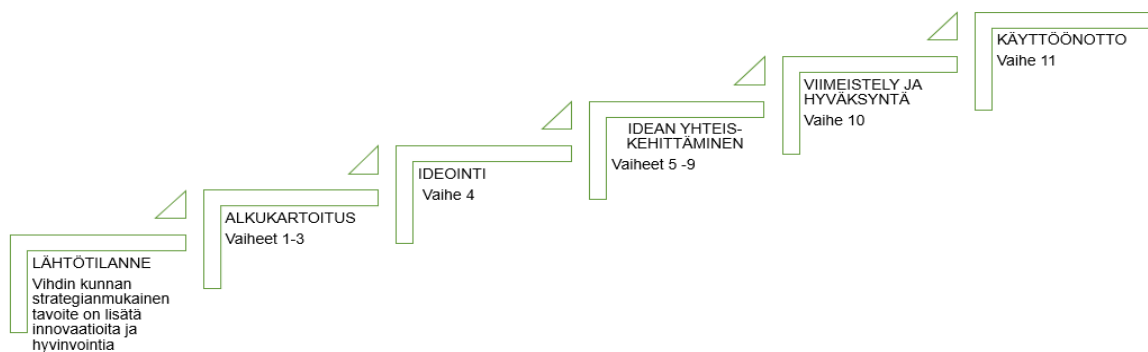 LÄHTÖTILANNE
Vihdin kunnan
strategianmukainen
tavoite on lisätä
innovaatioita ja
hyvinvointia
ALKUKARTOITUS
Vaiheet 1-3
IDEOINTI
Vaihe 4
IDEAN YHTEIS-
KEHITTÄMINEN
Vaiheet 5 -9
VIIMEISTELY JA
HYVÄKSYNTÄ
Vaihe 10
KÄYTTÖÖNOTTO
Vaihe 11